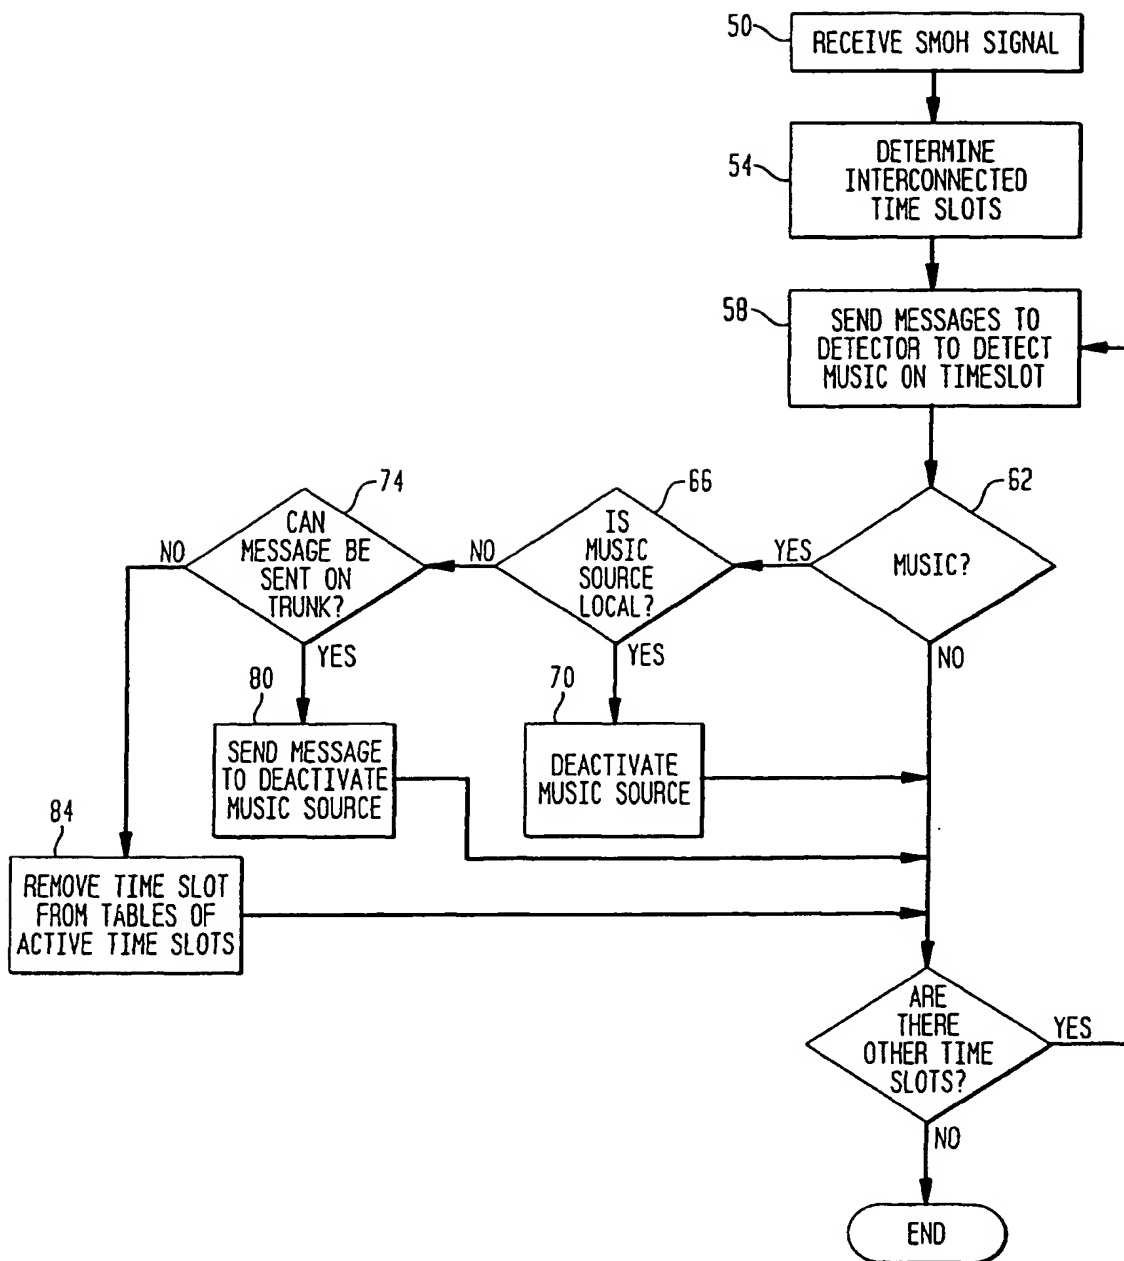 50
RECEIVE SMOH SIGNAL
54
DETERMINE
INTERCONNECTED
TIME SLOTS
58
SEND MESSAGES TO
DETECTOR TO DETECT
MUSIC ON TIMESLOT
62
MUSIC?
YES
NO
66
IS
MUSIC
SOURCE
LOCAL?
NO
YES
74
CAN
MESSAGE BE
SENT ON
TRUNK?
NO
YES
80
SEND MESSAGE
TO DEACTIVATE
MUSIC SOURCE
70
DEACTIVATE
MUSIC SOURCE
84
REMOVE TIME SLOT
FROM TABLES OF
ACTIVE TIME SLOTS
ARE
THERE
OTHER TIME
SLOTS?
YES
NO
END